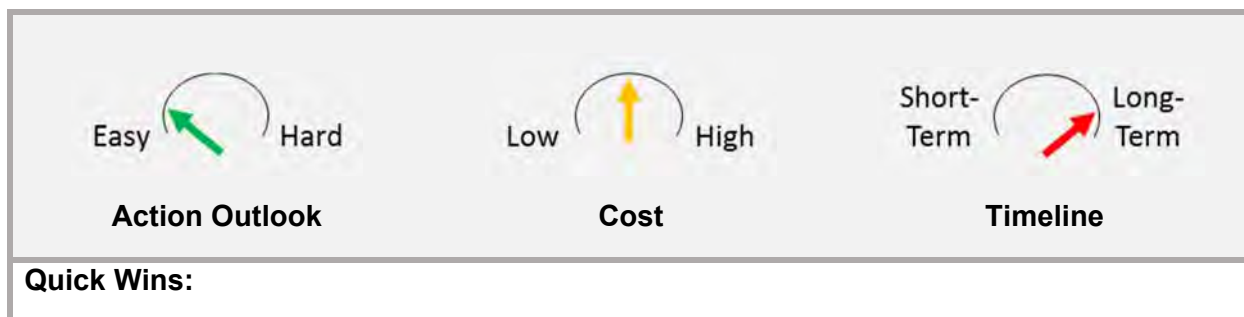 Easy Hard
Action Outlook
Low High
Cost
Short-
Term
Long-
Term
Timeline
Quick Wins: